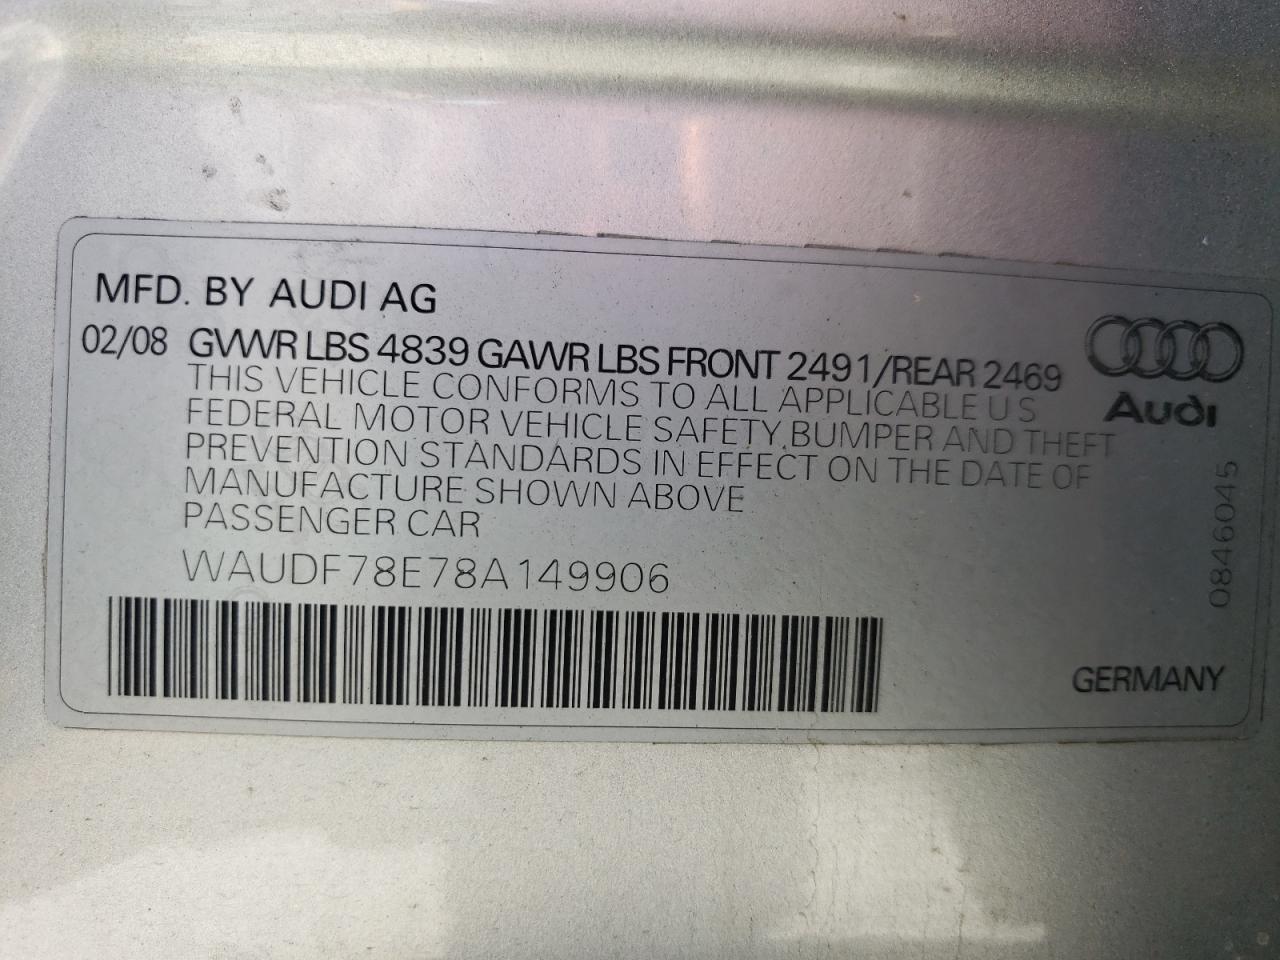 MFD. BY AUDI AG
02/08 GVWR LBS 4839 GAWR LBS FRONT 2491/REAR 2469
THIS VEHICLE CONFORMS TO ALL APPLICABLE U S
FEDERAL MOTOR VEHICLE SAFETY, BUMPER AND THEFT
PREVENTION STANDARDS IN EFFECT ON THE DATE OF
MANUFACTURE SHOWN ABOVE
PASSENGER CAR
WAUDF78E78A149906
Audi
0846045
GERMANY